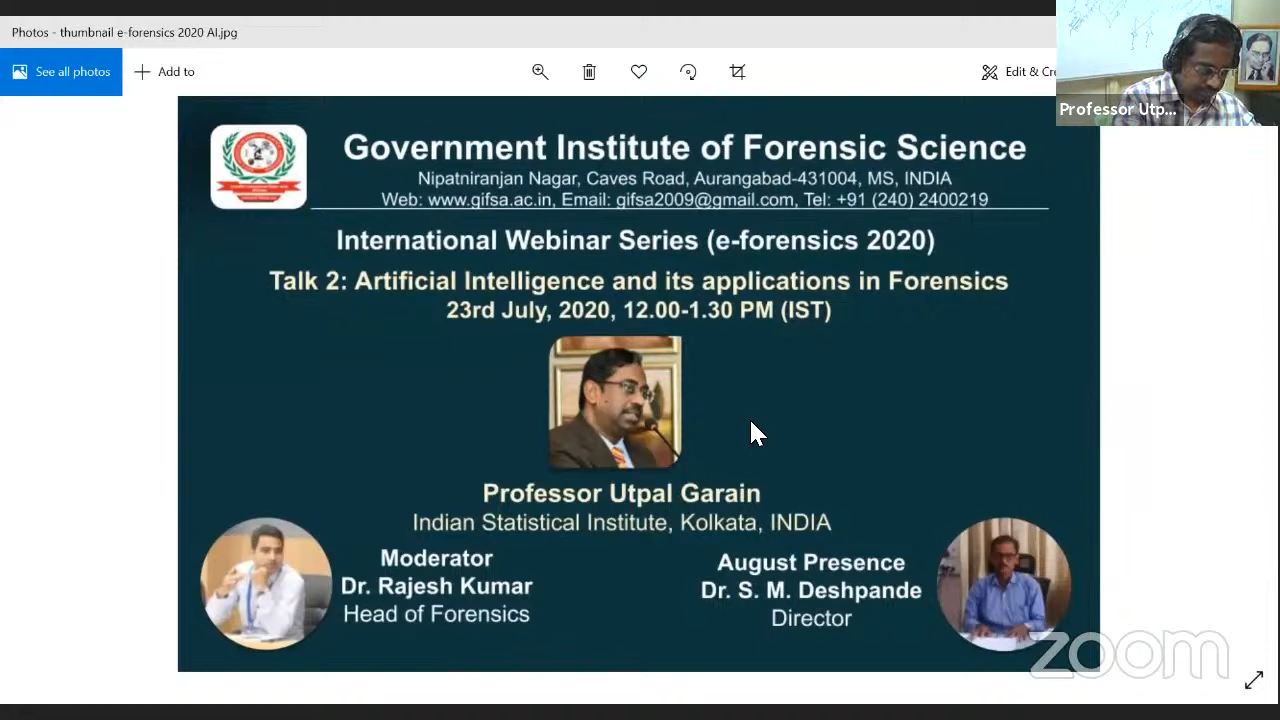 Photos - thumbnail e-forensics 2020 AI.jpg
See all photos
Add to
Edit & Cre
Professor Utp...
Government Institute of Forensic Science
Nipatniranjan Nagar, Caves Road, Aurangabad-431004, MS, INDIA
Web: www.gifsa.ac.in, Email: gifsa2009@gmail.com, Tel: +91 (240) 2400219
International Webinar Series (e-forensics 2020)
Talk 2: Artificial Intelligence and its applications in Forensics
23rd July, 2020, 12.00-1.30 PM (IST)
Professor Utpal Garain
Indian Statistical Institute, Kolkata, INDIA
Moderator
Dr. Rajesh Kumar
Head of Forensics
August Presence
Dr. S. M. Deshpande
Director
zoom